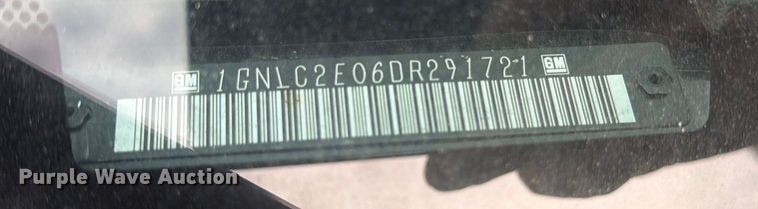 GM 1GNLC2E06DR291721 GM
Purple Wave Auction